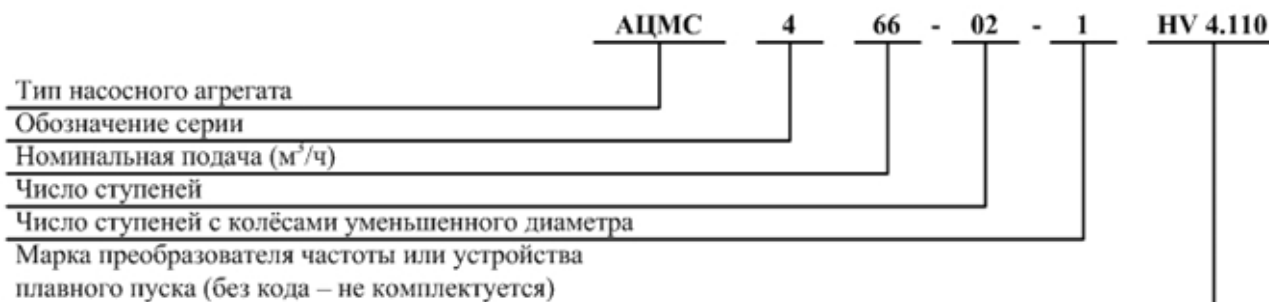 АЦМС 4 66 - 02 - 1 HV 4.110
Тип насосного агрегата
Обозначение серии
Номинальная подача (м³/ч)
Число ступеней
Число ступеней с колёсами уменьшенного диаметра
Марка преобразователя частоты или устройства
плавного пуска (без кода – не комплектуется)